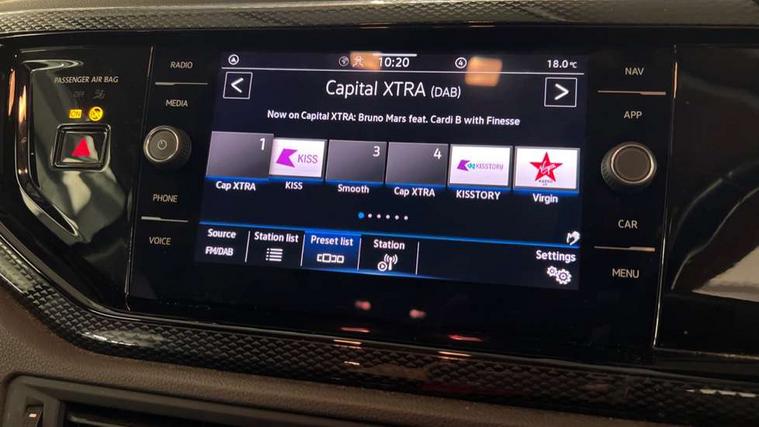 PASSENGER AIR BAG
OFF
ON
RADIO
MEDIA
PHONE
VOICE
10:20
4
18.0°C
Capital XTRA (DAB)
Now on Capital XTRA: Bruno Mars feat. Cardi B with Finesse
1
KISS
3
4
KISSTORY
Virgin
Cap XTRA
KISS
Smooth
Cap XTRA
KISSTORY
Virgin
Source
FM/DAB
Station list
Preset list
Station
Settings
NAV
APP
CAR
MENU